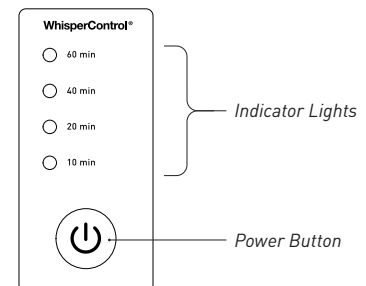 WhisperControl®
60 min
40 min
20 min
10 min
Indicator Lights
Power Button